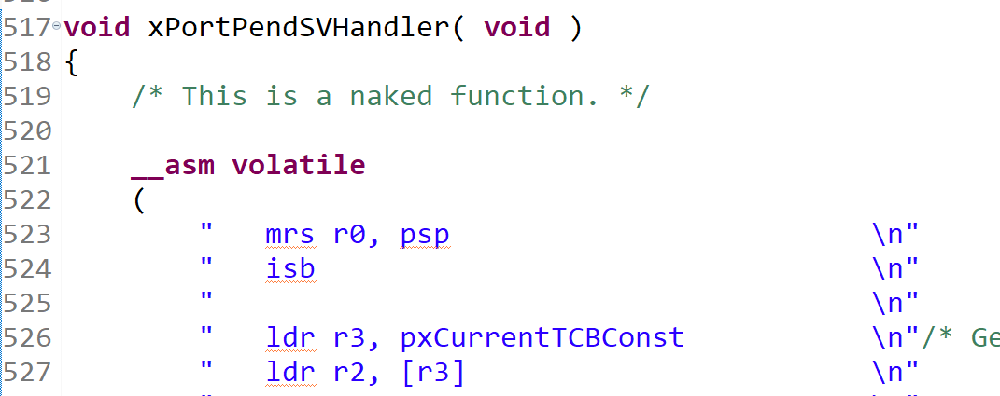 517 void xPortPendSVHandler( void )
518 {
519 /* This is a naked function. */
520
521 __asm volatile
522 (
523 " mrs r0, psp \n"
524 " isb \n"
525 " \n"
526 " ldr r3, pxCurrentTCBConst \n"/* Ge
527 " ldr r2, [r3] \n"